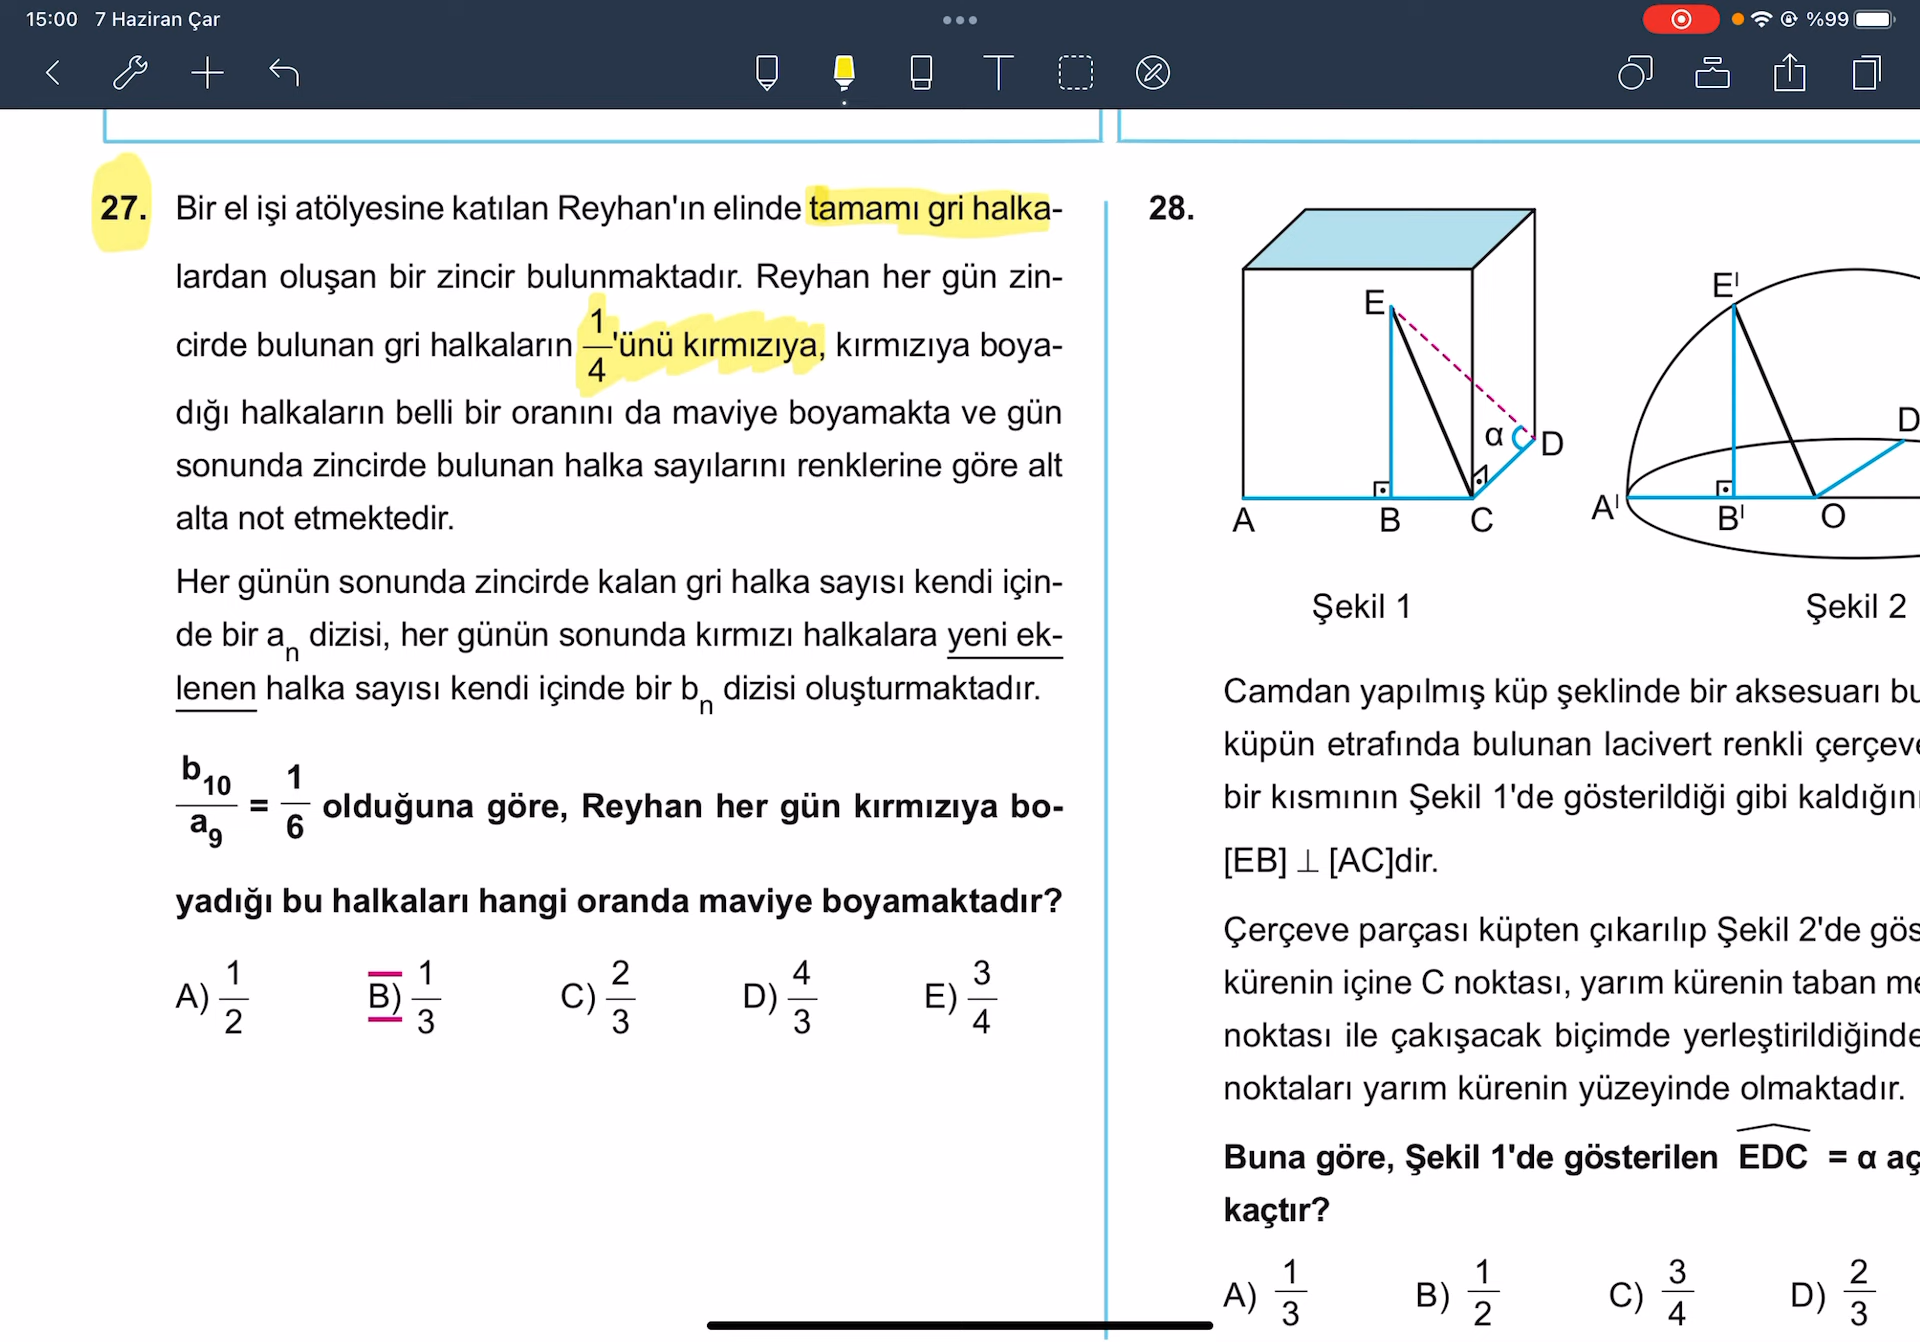 15:00 7 Haziran Çar
%99
27. Bir el işi atölyesine katılan Reyhan'ın elinde tamamı gri halka-
lardan oluşan bir zincir bulunmaktadır. Reyhan her gün zin-
cirde bulunan gri halkaların 1/4'ünü kırmızıya, kırmızıya boya-
dığı halkaların belli bir oranını da maviye boyamakta ve gün
sonunda zincirde bulunan halka sayılarını renklerine göre alt
alta not etmektedir.
Her günün sonunda zincirde kalan gri halka sayısı kendi için-
de bir aₙ dizisi, her günün sonunda kırmızı halkalara yeni ek-
lenen halka sayısı kendi içinde bir bₙ dizisi oluşturmaktadır.
b₁₀/a₉ = 1/6 olduğuna göre, Reyhan her gün kırmızıya bo-
yadığı bu halkaları hangi oranda maviye boyamaktadır?
A) 1/2 B) 1/3 C) 2/3 D) 4/3 E) 3/4
28.
E
α
D
A B C
Şekil 1
E'
D
A' B' O
Şekil 2
Camdan yapılmış küp şeklinde bir aksesuarı
küpün etrafında bulunan lacivert renkli
bir kısmının Şekil 1'de gösterildiği gibi
[EB] ⊥ [AC]dir.
Çerçeve parçası küpten çıkarılıp Şekil 2'de
kürenin içine C noktası, yarım kürenin taban
noktası ile çakışacak biçimde yerleştirildiğinde
noktaları yarım kürenin yüzeyinde olmaktadır.
Buna göre, Şekil 1'de gösterilen EDC = α
kaçtır?
A) 1/3 B) 1/2 C) 3/4 D) 2/3